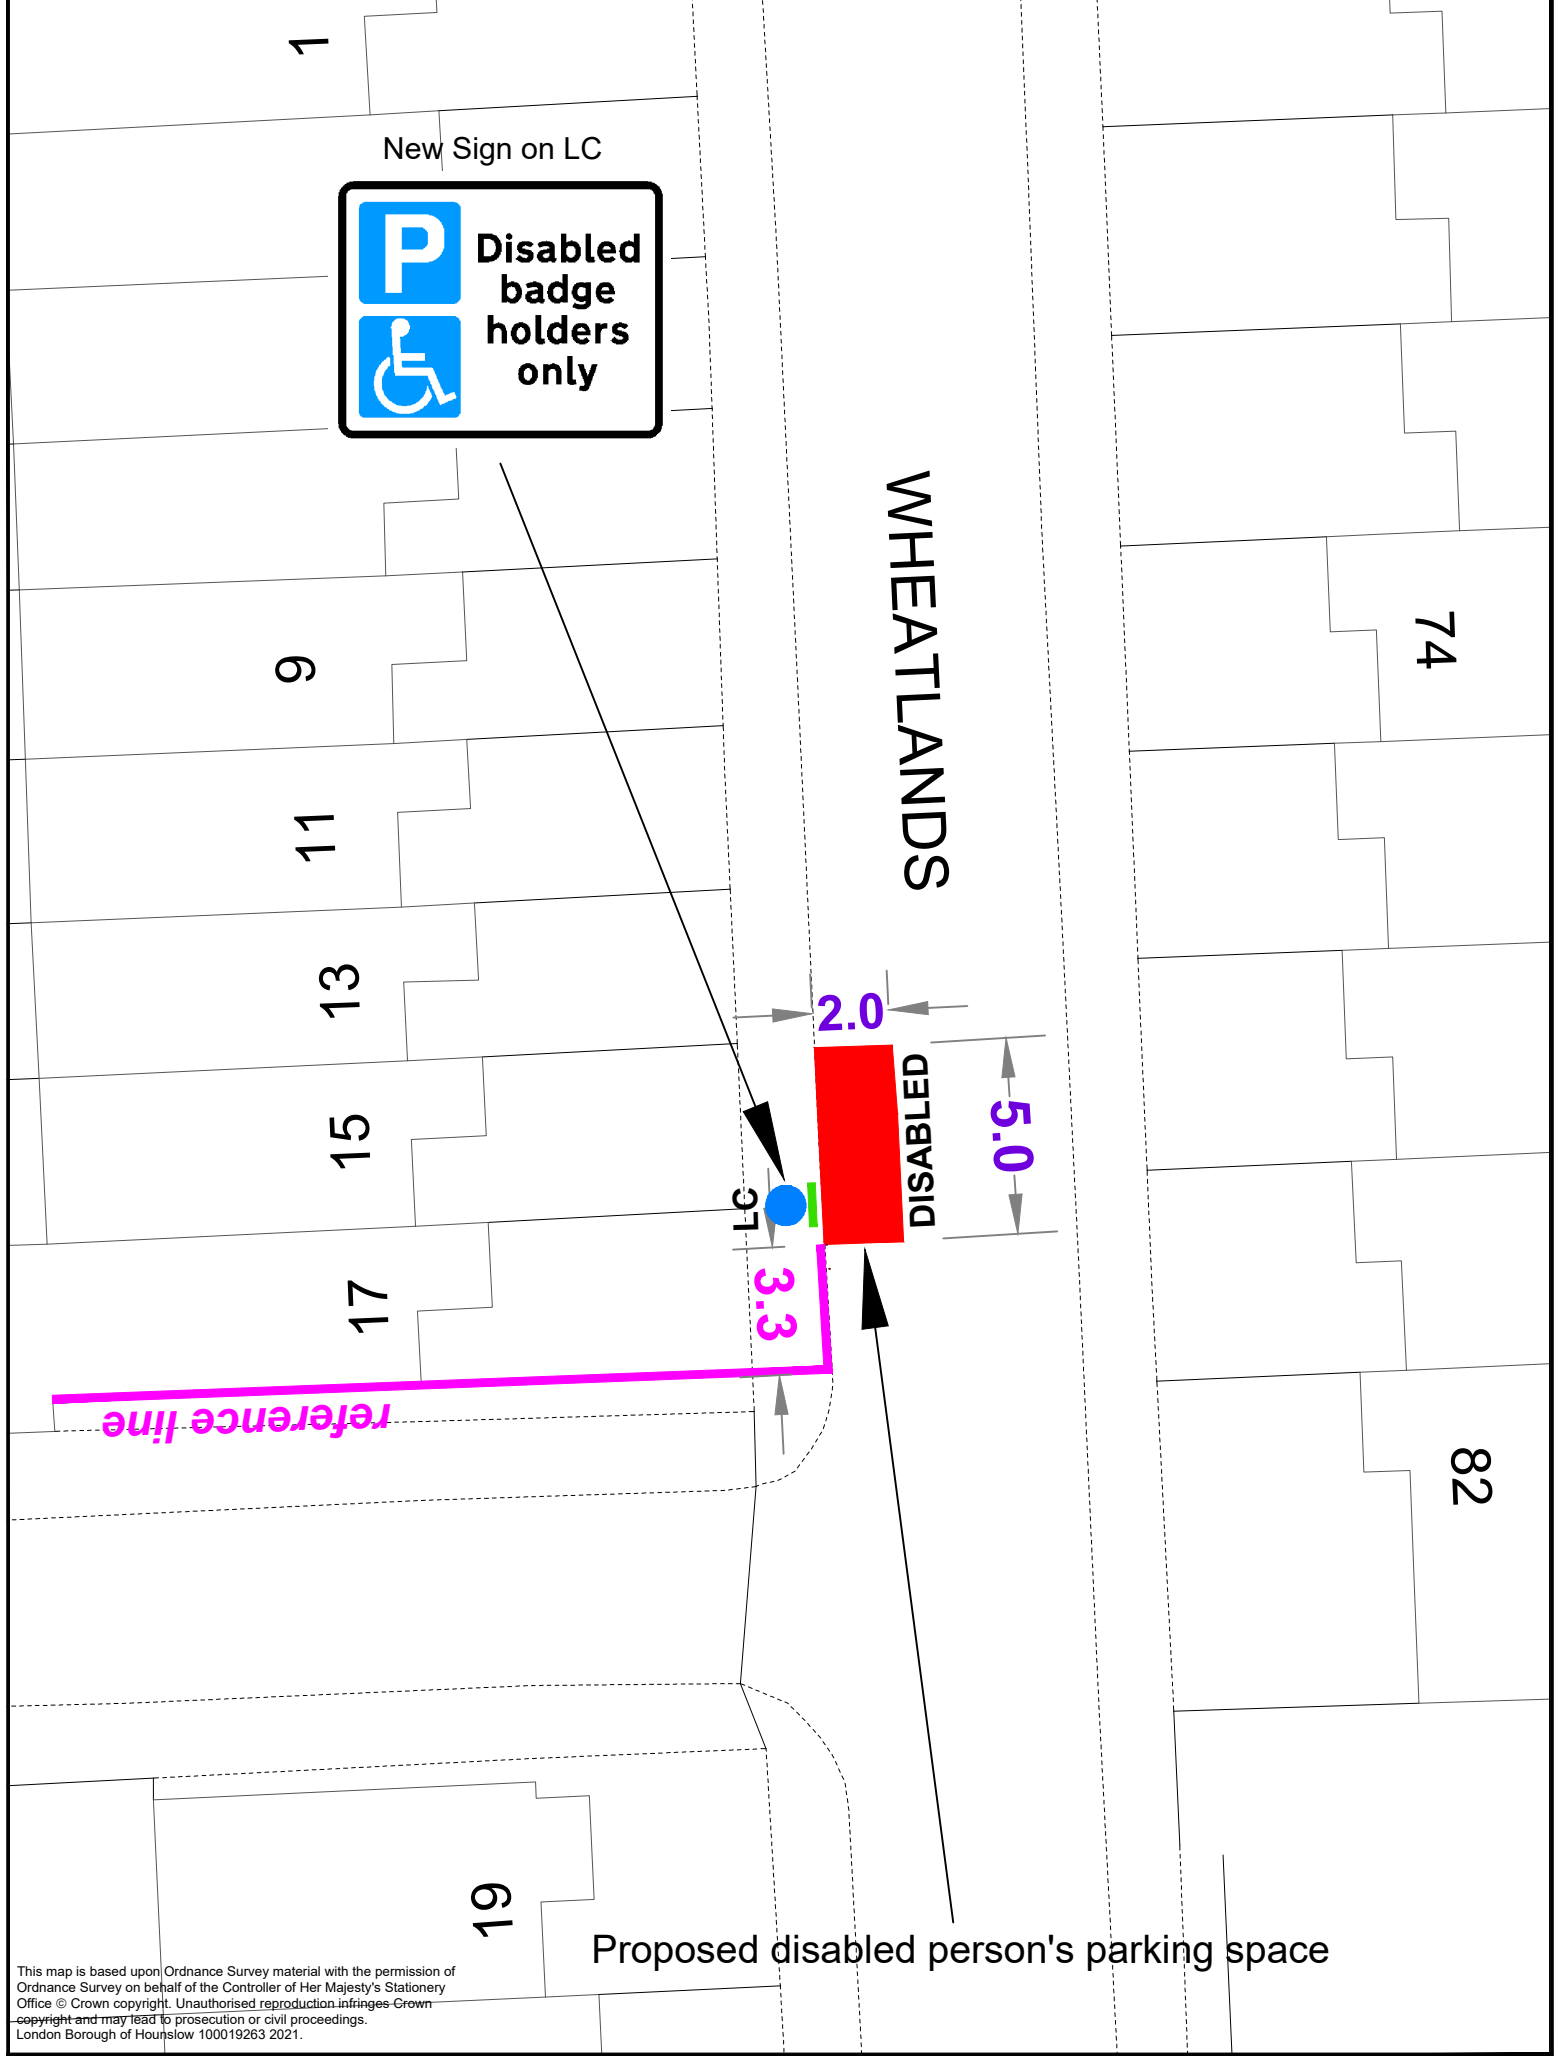 1
New Sign on LC
P
Disabled
badge
holders
only
WHEATLANDS
9
74
11
13
2.0
DISABLED
5.0
15
LC
17
3.3
reference line
82
19
Proposed disabled person's parking space
This map is based upon Ordnance Survey material with the permission of
Ordnance Survey on behalf of the Controller of Her Majesty's Stationery
Office © Crown copyright. Unauthorised reproduction infringes Crown
copyright and may lead to prosecution or civil proceedings.
London Borough of Hounslow 100019263 2021.